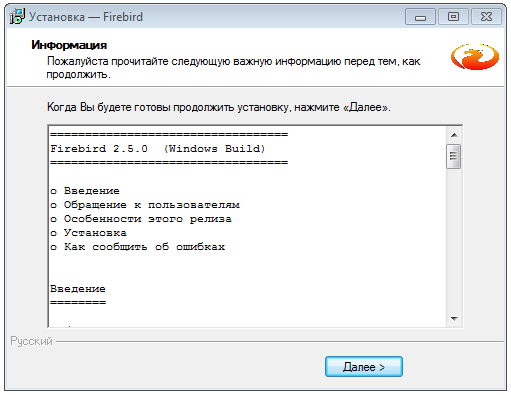 Установка — Firebird
Информация
Пожалуйста прочитайте следующую важную информацию перед тем, как
продолжить.
Когда Вы будете готовы продолжить установку, нажмите «Далее».
==================================
Firebird 2.5.0  (Windows Build)
==================================
o Введение
o Обращение к пользователям
o Особенности этого релиза
o Установка
o Как сообщить об ошибках
Введение
========
Русский
Далее >